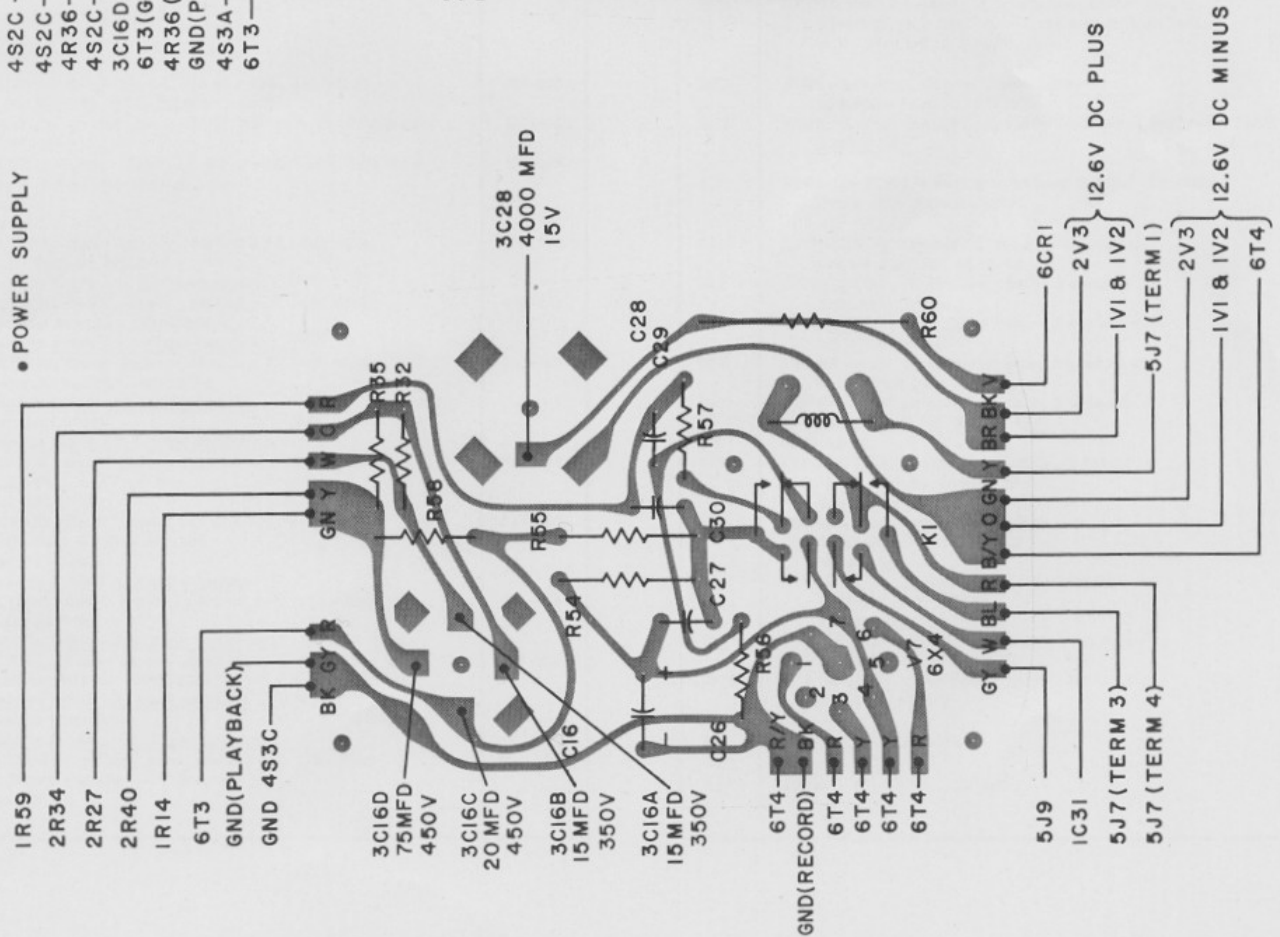 4S2C-
4S2C-
4R36-
4S2C-
3C16D
6T3(G
4R36(
GND(P
4S3A-
6T3—
• POWER SUPPLY
1R59
2R34
2R27
2R40
1R14
6T3
GND(PLAYBACK)
GND 4S3C
BK GY R
GN Y W O R
R35
R32
R58
R55
R54
3C28
4000 MFD
15V
C28
C29
R57
R60
C30
C27
3C16D
75MFD
450V
3C16C
20MFD
450V
3C16B
15MFD
350V
3C16A
15MFD
350V
C16
C26
R56
K1
V7
6X4
1
2
3
4
5
6
7
+
−
6T4 R/Y
GND(RECORD) BK
6T4 R
6T4 Y
6T4 Y
6T4 R
GY W BL R B/Y O GN Y BR BK V
5J9
1C31
5J7 (TERM 3)
5J7 (TERM 4)
6CR1
2V3
1V1 & 1V2
12.6V DC PLUS
5J7 (TERM 1)
2V3
1V1 & 1V2
12.6V DC MINUS
6T4